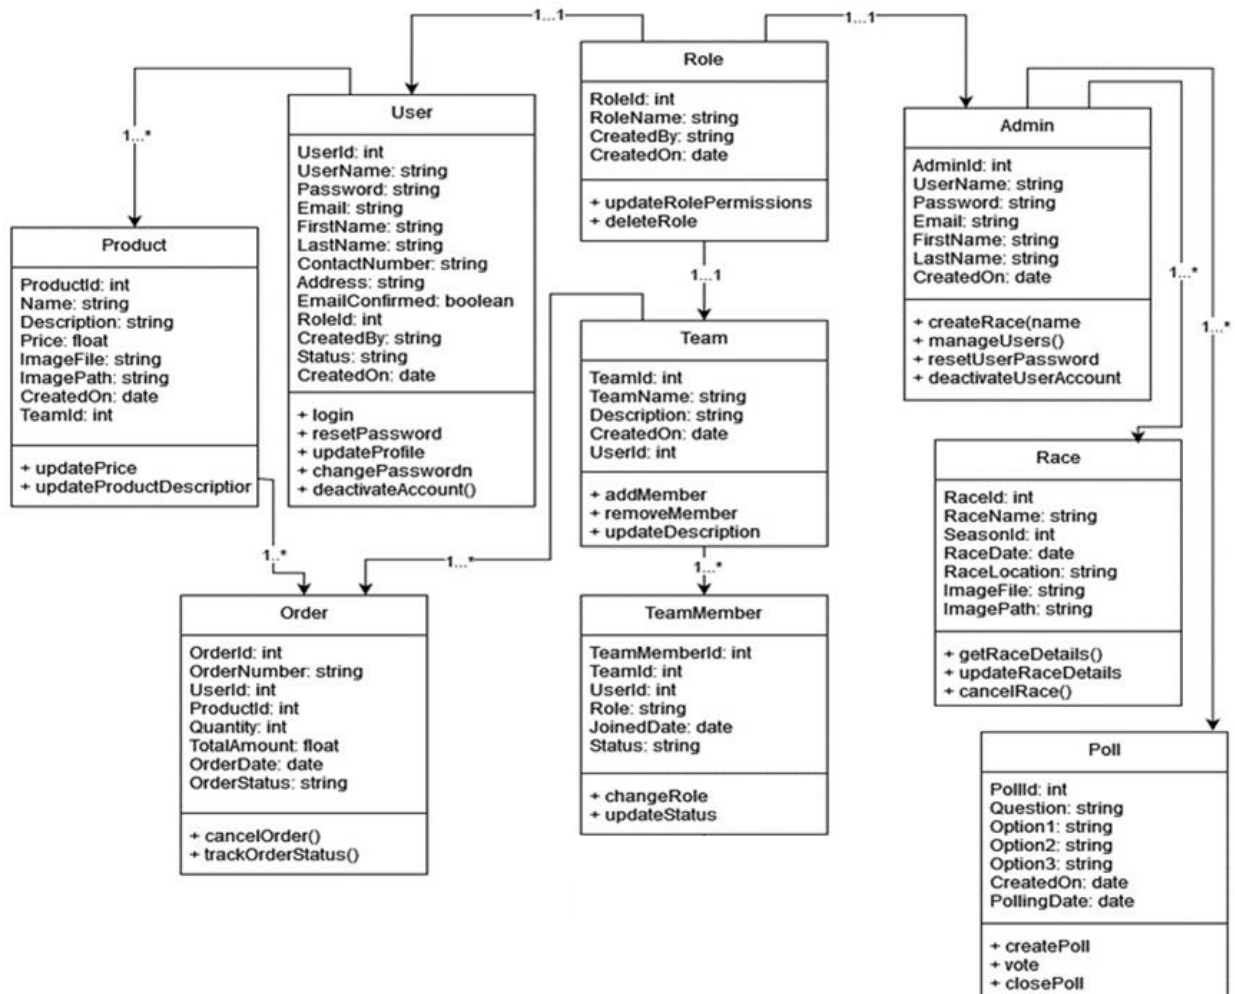 1...1
1...1
Role
RoleId: int
RoleName: string
CreatedBy: string
CreatedOn: date
+ updateRolePermissions
+ deleteRole
1...*
User
UserId: int
UserName: string
Password: string
Email: string
FirstName: string
LastName: string
ContactNumber: string
Address: string
EmailConfirmed: boolean
RoleId: int
CreatedBy: string
Status: string
CreatedOn: date
+ login
+ resetPassword
+ updateProfile
+ changePasswordn
+ deactivateAccount()
Admin
AdminId: int
UserName: string
Password: string
Email: string
FirstName: string
LastName: string
CreatedOn: date
+ createRace(name
+ manageUsers()
+ resetUserPassword
+ deactivateUserAccount
Product
ProductId: int
Name: string
Description: string
Price: float
ImageFile: string
ImagePath: string
CreatedOn: date
TeamId: int
+ updatePrice
+ updateProductDescriptior
1...1
1...*
1...*
Team
TeamId: int
TeamName: string
Description: string
CreatedOn: date
UserId: int
+ addMember
+ removeMember
+ updateDescription
Race
RaceId: int
RaceName: string
SeasonId: int
RaceDate: date
RaceLocation: string
ImageFile: string
ImagePath: string
+ getRaceDetails()
+ updateRaceDetails
+ cancelRace()
1..*
1...*
1...*
Order
OrderId: int
OrderNumber: string
UserId: int
ProductId: int
Quantity: int
TotalAmount: float
OrderDate: date
OrderStatus: string
+ cancelOrder()
+ trackOrderStatus()
TeamMember
TeamMemberId: int
TeamId: int
UserId: int
Role: string
JoinedDate: date
Status: string
+ changeRole
+ updateStatus
Poll
PollId: int
Question: string
Option1: string
Option2: string
Option3: string
CreatedOn: date
PollingDate: date
+ createPoll
+ vote
+ closePoll